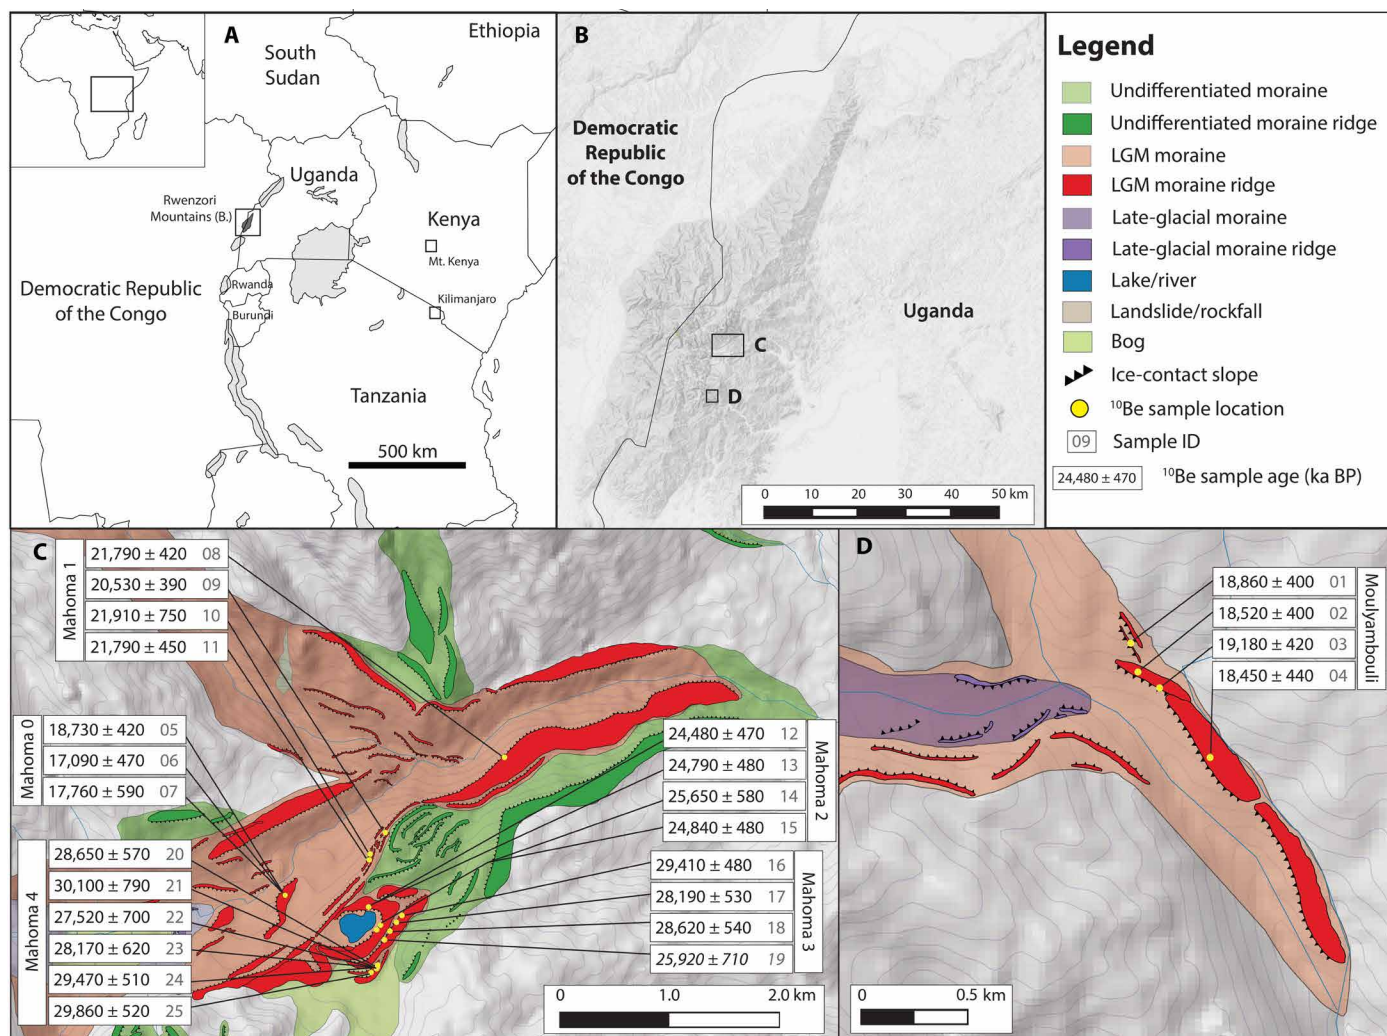 A
South
Sudan
Ethiopia
Uganda
Rwenzori
Mountains (B.)
Kenya
Mt. Kenya
Democratic Republic
of the Congo
Rwanda
Burundi
Kilimanjaro
Tanzania
500 km
B
Democratic
Republic
of the Congo
Uganda
C
D
0 10 20 30 40 50 km
Legend
Undifferentiated moraine
Undifferentiated moraine ridge
LGM moraine
LGM moraine ridge
Late-glacial moraine
Late-glacial moraine ridge
Lake/river
Landslide/rockfall
Bog
Ice-contact slope
¹⁰Be sample location
09 Sample ID
24,480 ± 470 ¹⁰Be sample age (ka BP)
C
Mahoma 1
21,790 ± 420 08
20,530 ± 390 09
21,910 ± 750 10
21,790 ± 450 11
Mahoma 0
18,730 ± 420 05
17,090 ± 470 06
17,760 ± 590 07
Mahoma 4
28,650 ± 570 20
30,100 ± 790 21
27,520 ± 700 22
28,170 ± 620 23
29,470 ± 510 24
29,860 ± 520 25
24,480 ± 470 12
24,790 ± 480 13
25,650 ± 580 14
24,840 ± 480 15
Mahoma 2
29,410 ± 480 16
28,190 ± 530 17
28,620 ± 540 18
25,920 ± 710 19
Mahoma 3
0 1.0 2.0 km
D
18,860 ± 400 01
18,520 ± 400 02
19,180 ± 420 03
18,450 ± 440 04
Moulyambouli
0 0.5 km